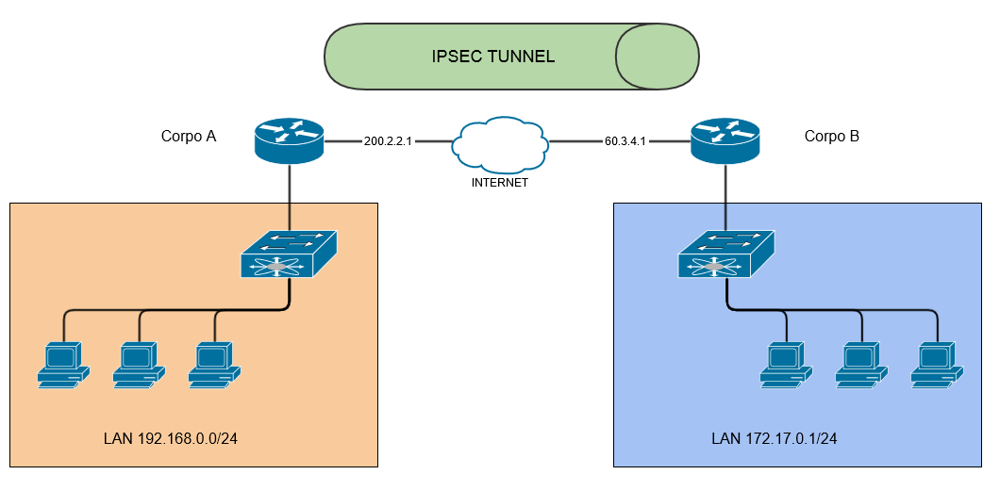 IPSEC TUNNEL
Corpo A
200.2.2.1
60.3.4.1
Corpo B
INTERNET
LAN 192.168.0.0/24
LAN 172.17.0.1/24